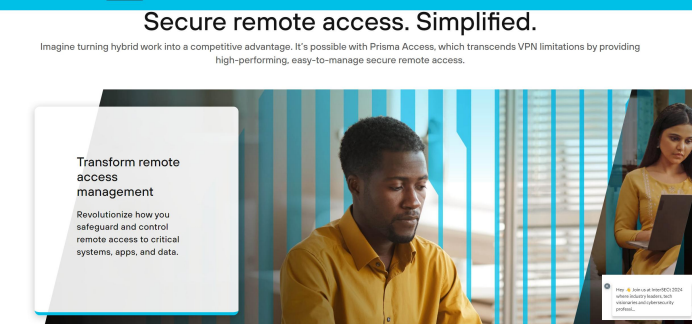 Secure remote access. Simplified.
Imagine turning hybrid work into a competitive advantage. It's possible with Prisma Access, which transcends VPN limitations by providing
high-performing, easy-to-manage secure remote access.
Transform remote
access
management
Revolutionize how you
safeguard and control
remote access to critical
systems, apps, and data.
Hey 👋 Join us at InterSECt 2024
where industry leaders, tech
visionaries and cybersecurity
professi...